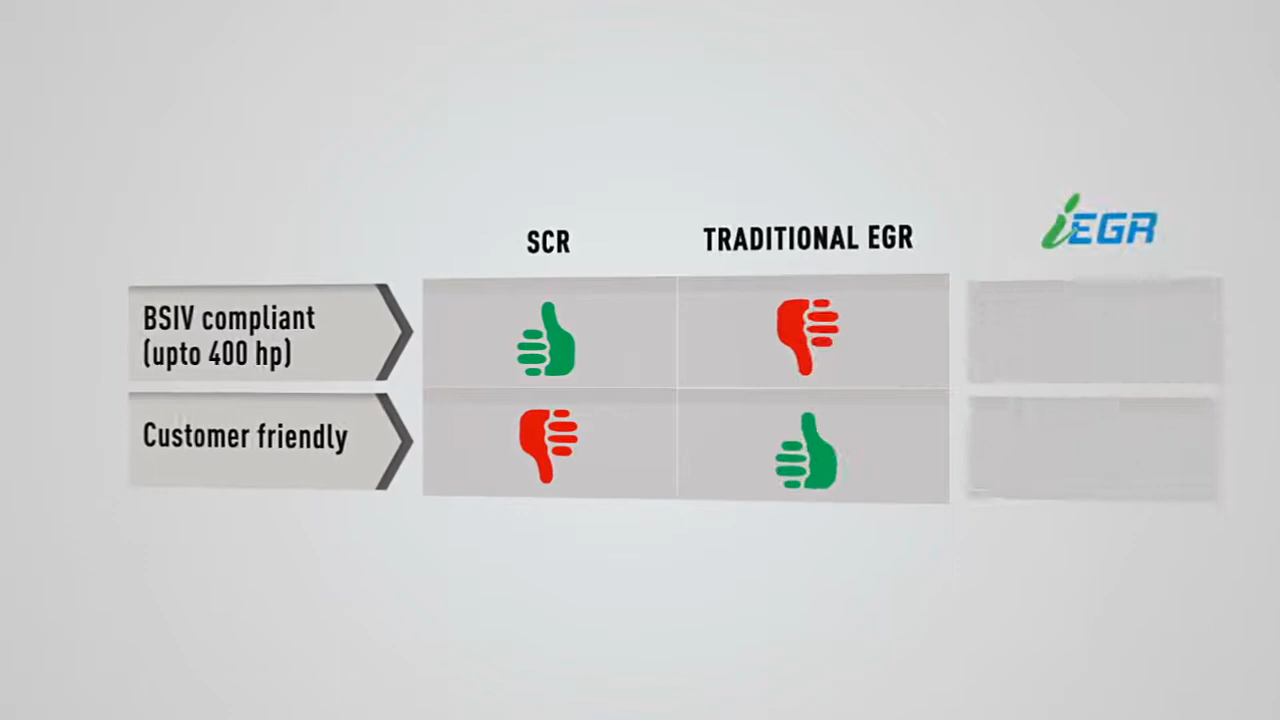 SCR
TRADITIONAL EGR
iEGR
BSIV compliant
(upto 400 hp)
Customer friendly